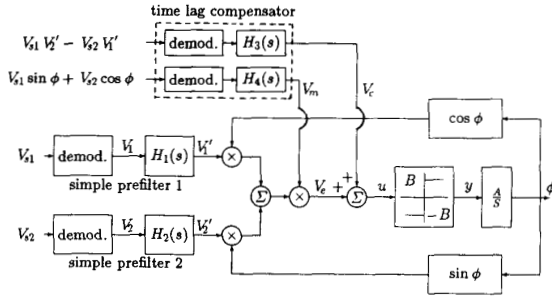 time lag compensator
V_{s1} V_2′ − V_{s2} V_1′
demod.
H_3(s)
V_{s1} sin ϕ + V_{s2} cos ϕ
demod.
H_4(s)
V_m
V_c
cos ϕ
V_{s1}
demod.
V_1
H_1(s)
V_1′
×
simple prefilter 1
Σ
×
V_e
+
+
Σ
u
B
−B
y
A/S
ϕ
V_{s2}
demod.
V_2
H_2(s)
V_2′
×
simple prefilter 2
sin ϕ